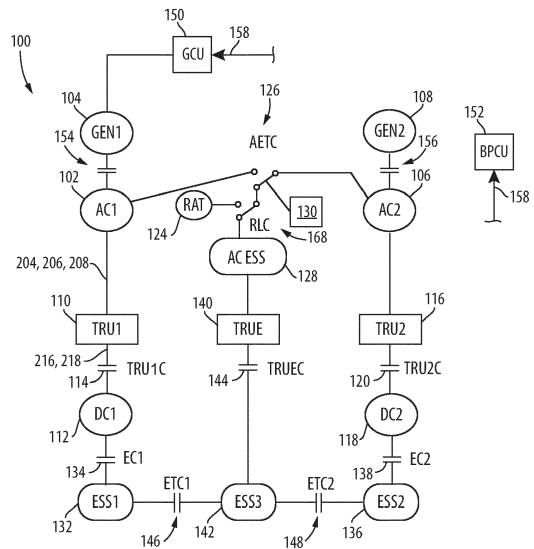 150
GCU
158
100
104
GEN1
126
AETC
108
GEN2
152
BPCU
154
156
158
102
AC1
RAT
124
130
RLC
168
106
AC2
AC ESS
128
204, 206, 208
110
TRU1
140
TRUE
116
TRU2
216, 218
114
TRU1C
144
TRUEC
120
TRU2C
DC1
112
DC2
118
134
EC1
138
EC2
ESS1
132
ETC1
146
ESS3
142
ETC2
148
ESS2
136